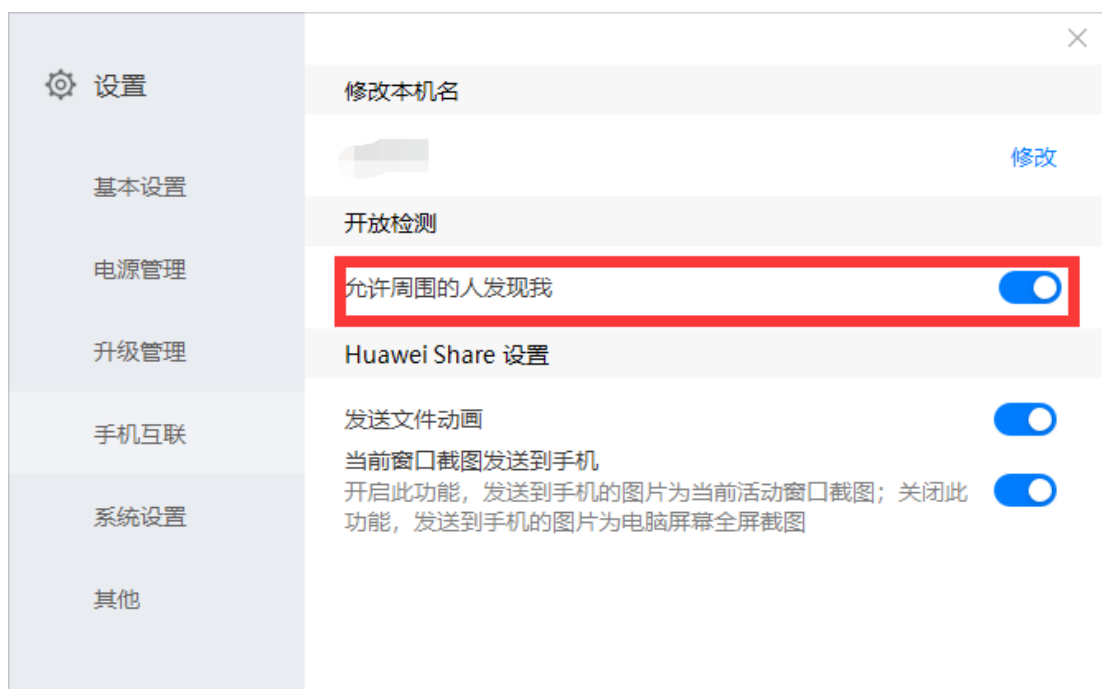 设置
基本设置
电源管理
升级管理
手机互联
系统设置
其他
修改本机名
修改
开放检测
允许周围的人发现我
Huawei Share 设置
发送文件动画
当前窗口截图发送到手机
开启此功能，发送到手机的图片为当前活动窗口截图；关闭此
功能，发送到手机的图片为电脑屏幕全屏截图